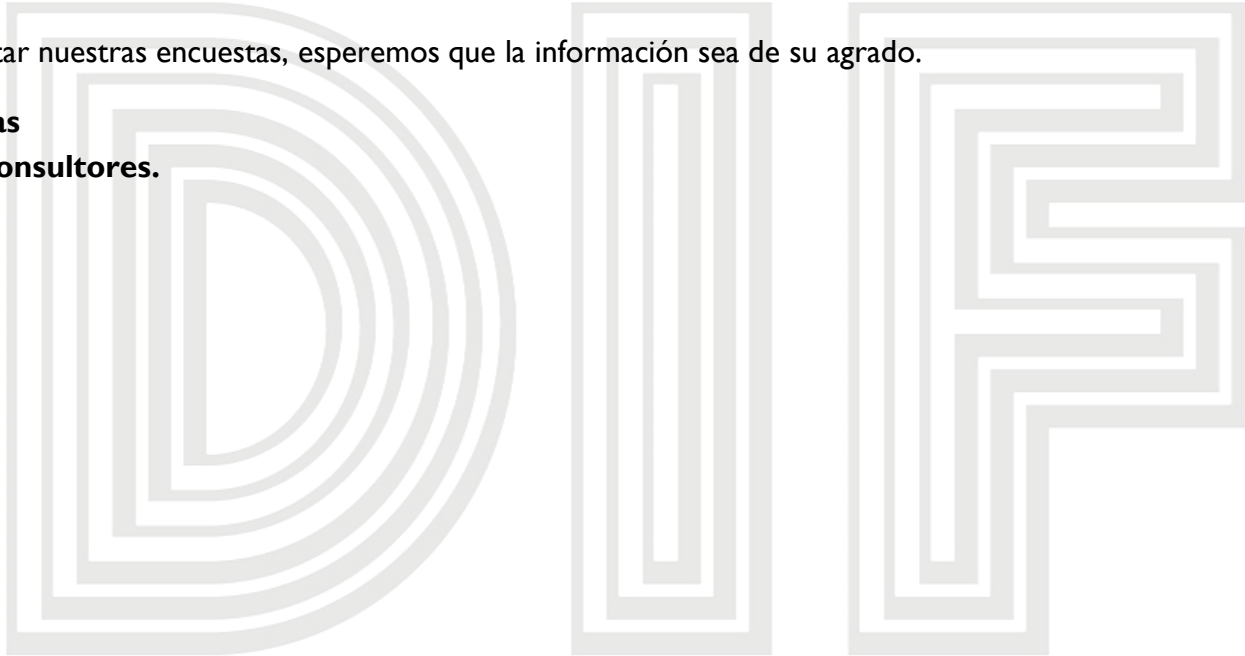 tar nuestras encuestas, esperemos que la información sea de su agrado.
as
onsultores.
DIF